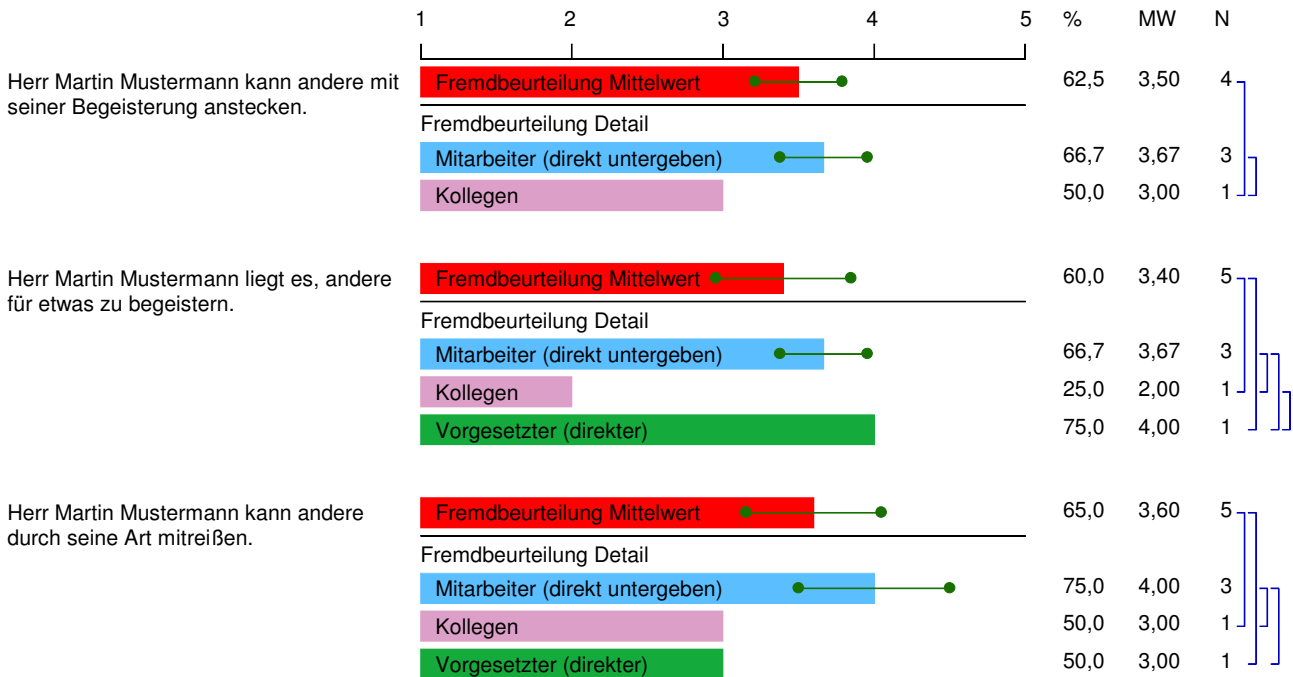 1 2 3 4 5 % MW N
Herr Martin Mustermann kann andere mit
seiner Begeisterung anstecken.
Fremdbeurteilung Mittelwert 62,5 3,50 4
Fremdbeurteilung Detail
Mitarbeiter (direkt untergeben) 66,7 3,67 3
Kollegen 50,0 3,00 1
Herr Martin Mustermann liegt es, andere
für etwas zu begeistern.
Fremdbeurteilung Mittelwert 60,0 3,40 5
Fremdbeurteilung Detail
Mitarbeiter (direkt untergeben) 66,7 3,67 3
Kollegen 25,0 2,00 1
Vorgesetzter (direkter) 75,0 4,00 1
Herr Martin Mustermann kann andere
durch seine Art mitreißen.
Fremdbeurteilung Mittelwert 65,0 3,60 5
Fremdbeurteilung Detail
Mitarbeiter (direkt untergeben) 75,0 4,00 3
Kollegen 50,0 3,00 1
Vorgesetzter (direkter) 50,0 3,00 1